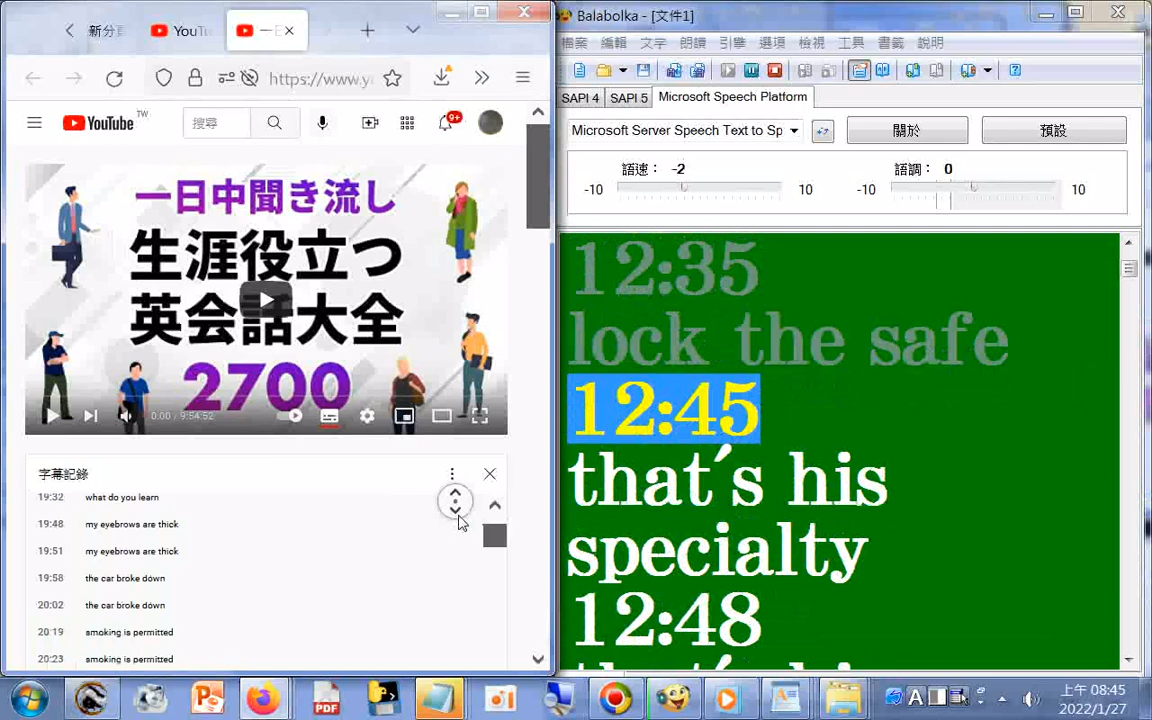 新分
YouTu
一E
https://www.y
YouTube
TW
搜尋
9+
一日中聞き流し
生涯役立つ
英会話大全
2700
0:00 / 9:54:52
字幕記錄
19:32 what do you learn
19:48 my eyebrows are thick
19:51 my eyebrows are thick
19:58 the car broke down
20:02 the car broke down
20:19 smoking is permitted
20:23 smoking is permitted
Balabolka - [文件1]
檔案 編輯 文字 朗讀 引擎 選項 檢視 工具 書籤 說明
SAPI 4 SAPI 5 Microsoft Speech Platform
Microsoft Server Speech Text to Sp
關於 預設
語速： -2 語調： 0
-10 10 -10 10
12:35
lock the safe
12:45
that's his
specialty
12:48
that's his
PDF
A
上午 08:45
2022/1/27